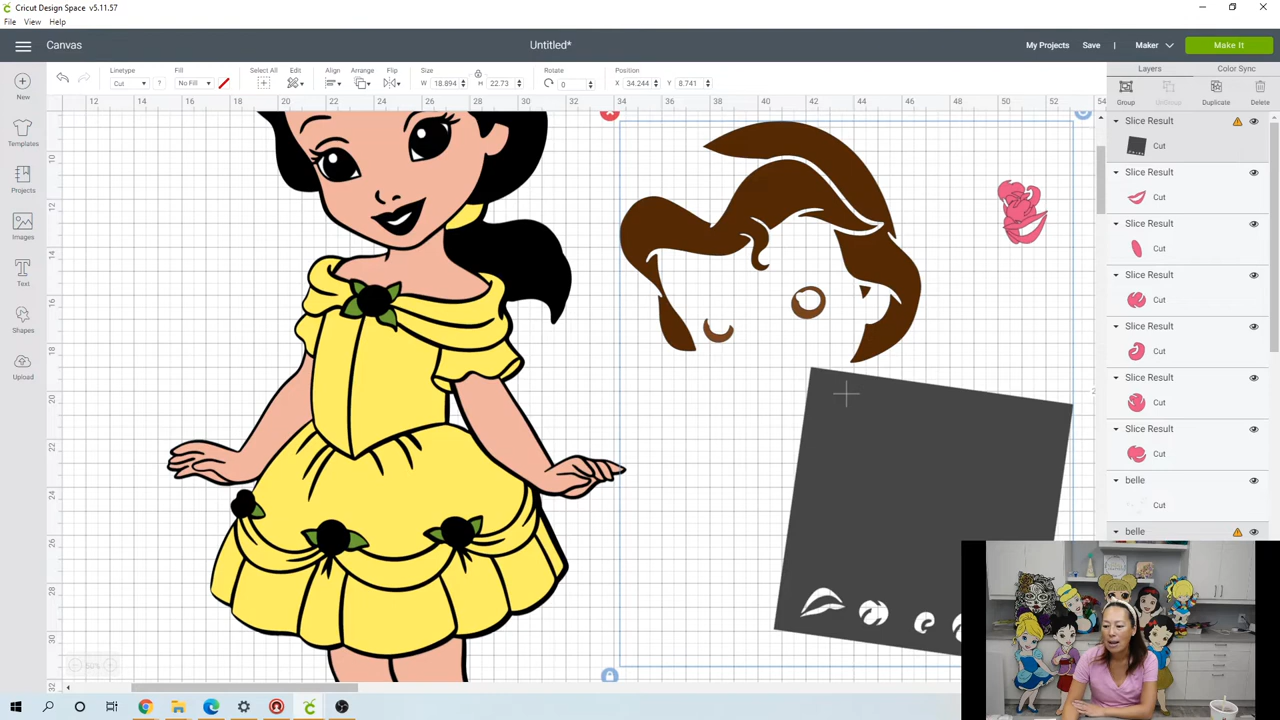 Cricut Design Space v5.11.57
File View Help
Canvas
Untitled*
My Projects Save | Maker Make It
Linetype Fill Select All Edit Align Arrange Flip Size Rotate Position
Cut ? No Fill W 18.894 H 22.73 0 X 34.244 Y 8.741
Layers Color Sync
Group UnGroup Duplicate Delete
12 14 16 18 20 22 24 26 28 30 32 34 36 38 40 42 44 46 48 50 52 54
New
Templates
Projects
Images
Text
Shapes
Upload
10
12
14
16
18
20
22
24
26
28
30
32
50%
Slice Result
Cut
Slice Result
Cut
Slice Result
Cut
Slice Result
Cut
Slice Result
Cut
Slice Result
Cut
Slice Result
Cut
belle
Cut
belle